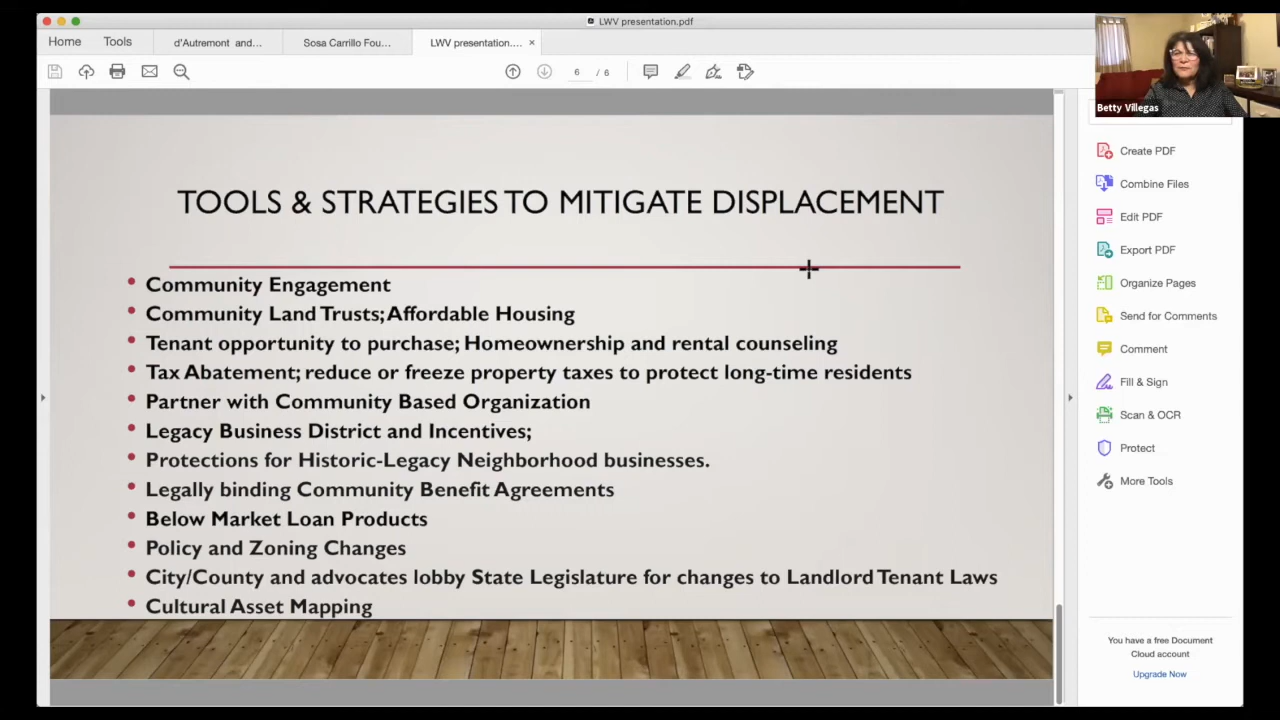 LWV presentation.pdf
Home
Tools
d'Autremont and...
Sosa Carrillo Fou...
LWV presentation....
6 / 6
Betty Villegas
TOOLS & STRATEGIES TO MITIGATE DISPLACEMENT
• Community Engagement
• Community Land Trusts; Affordable Housing
• Tenant opportunity to purchase; Homeownership and rental counseling
• Tax Abatement; reduce or freeze property taxes to protect long-time residents
• Partner with Community Based Organization
• Legacy Business District and Incentives;
• Protections for Historic-Legacy Neighborhood businesses.
• Legally binding Community Benefit Agreements
• Below Market Loan Products
• Policy and Zoning Changes
• City/County and advocates lobby State Legislature for changes to Landlord Tenant Laws
• Cultural Asset Mapping
Create PDF
Combine Files
Edit PDF
Export PDF
Organize Pages
Send for Comments
Comment
Fill & Sign
Scan & OCR
Protect
More Tools
You have a free Document
Cloud account
Upgrade Now